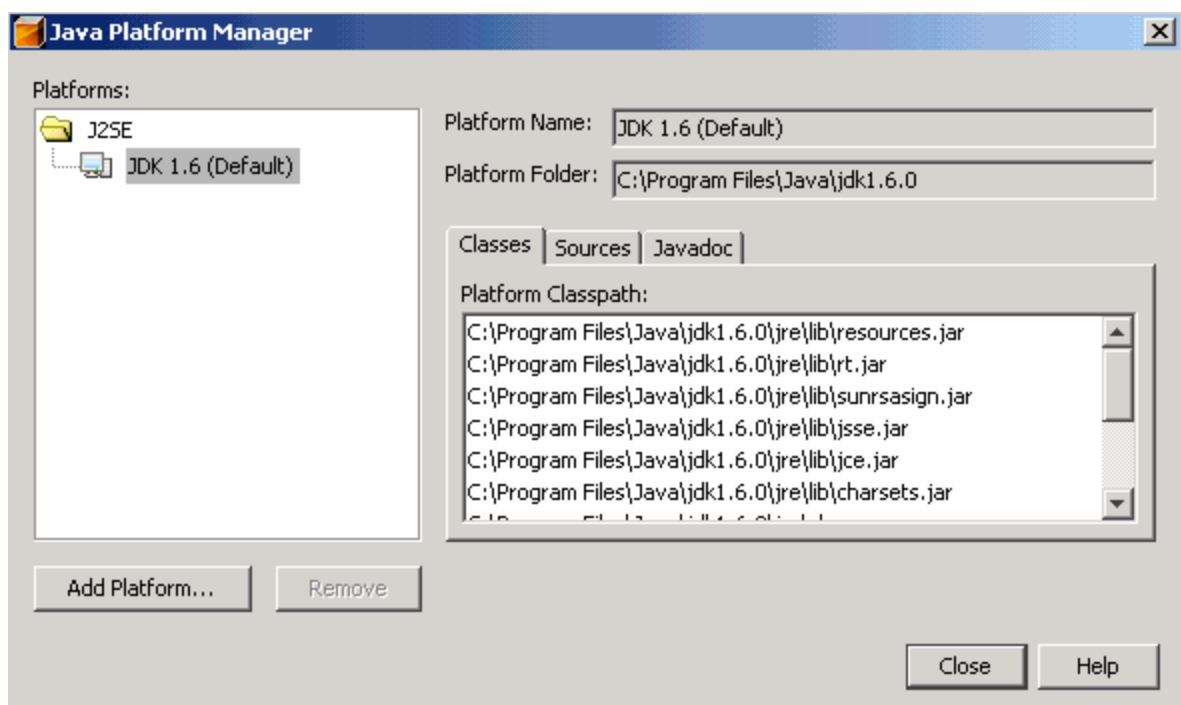 Java Platform Manager
Platforms:
J2SE
JDK 1.6 (Default)
Platform Name: JDK 1.6 (Default)
Platform Folder: C:\Program Files\Java\jdk1.6.0
Classes Sources Javadoc
Platform Classpath:
C:\Program Files\Java\jdk1.6.0\jre\lib\resources.jar
C:\Program Files\Java\jdk1.6.0\jre\lib\rt.jar
C:\Program Files\Java\jdk1.6.0\jre\lib\sunrsasign.jar
C:\Program Files\Java\jdk1.6.0\jre\lib\jsse.jar
C:\Program Files\Java\jdk1.6.0\jre\lib\jce.jar
C:\Program Files\Java\jdk1.6.0\jre\lib\charsets.jar
Add Platform... Remove
Close Help